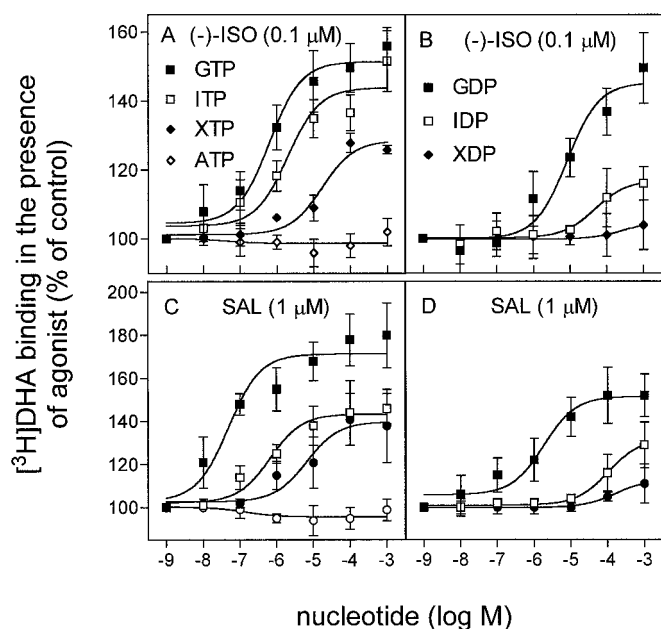 [³H]DHA binding in the presence
of agonist (% of control)
A (-)-ISO (0.1 μM)
GTP
ITP
XTP
ATP
160
140
120
100
B (-)-ISO (0.1 μM)
GDP
IDP
XDP
C SAL (1 μM)
200
180
160
140
120
100
D SAL (1 μM)
-9 -8 -7 -6 -5 -4 -3
-9 -8 -7 -6 -5 -4 -3
nucleotide (log M)